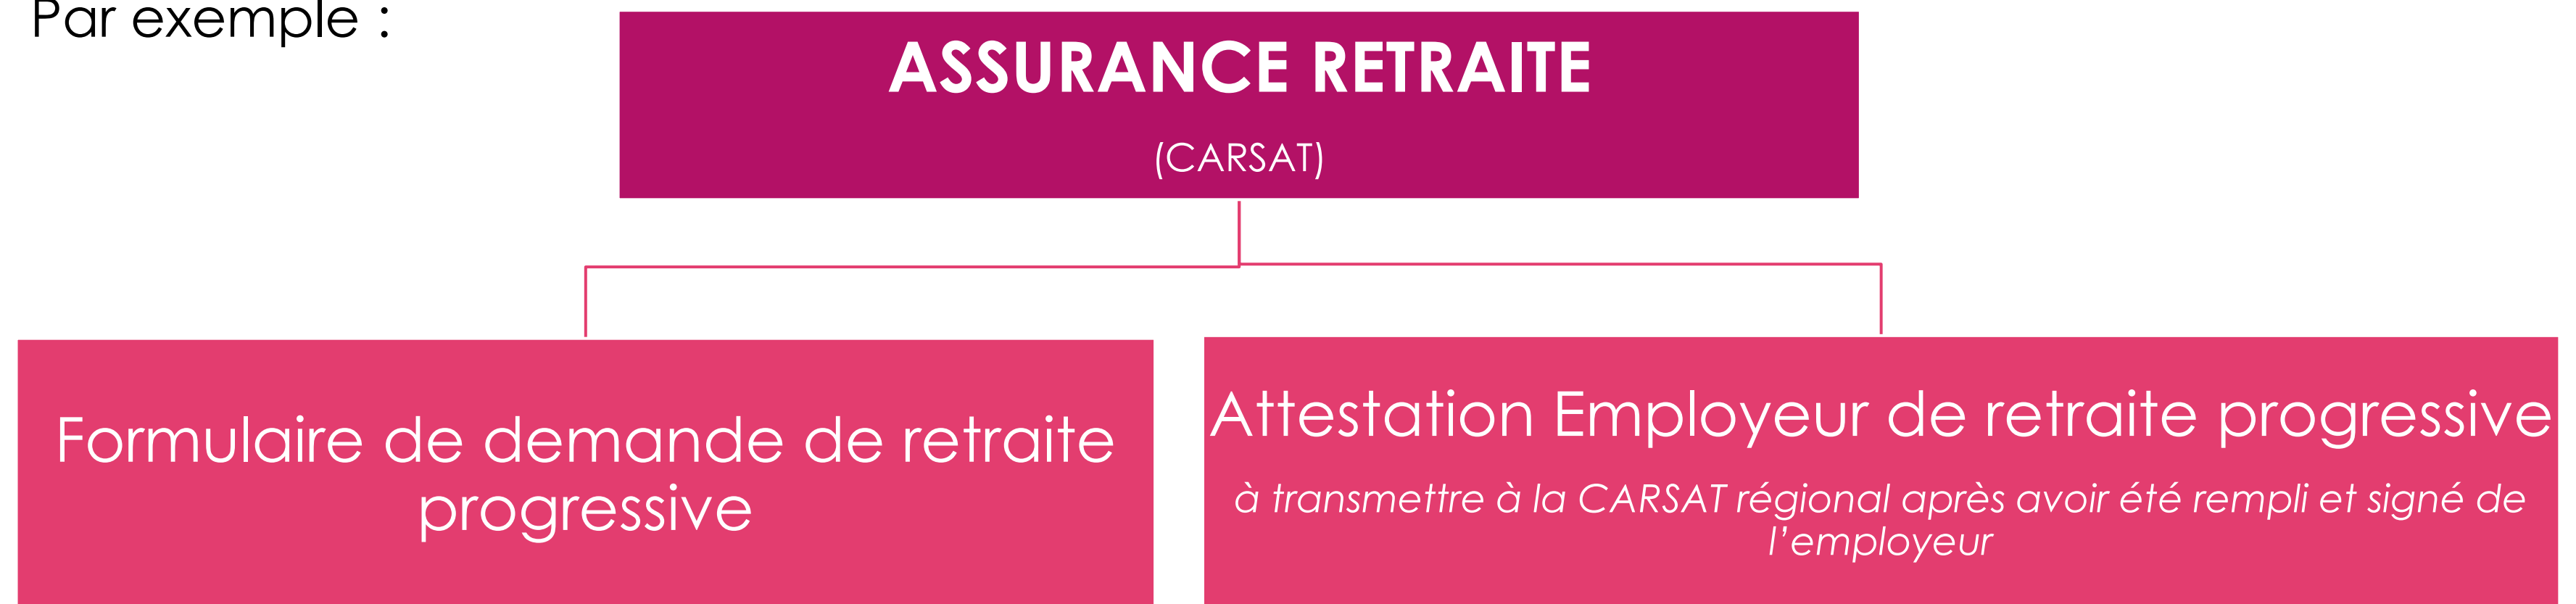 Par exemple :
ASSURANCE RETRAITE
(CARSAT)
Formulaire de demande de retraite
progressive
Attestation Employeur de retraite progressive
à transmettre à la CARSAT régional après avoir été rempli et signé de
l’employeur